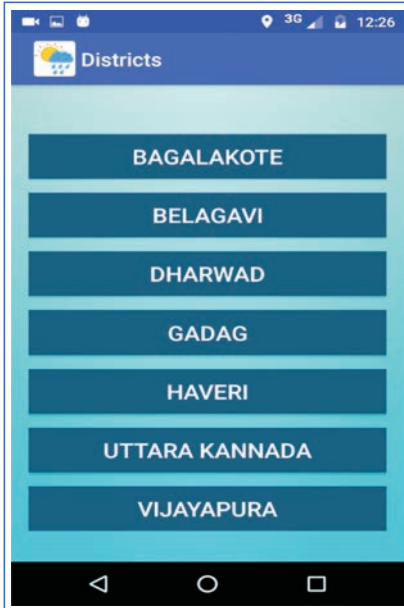 3G 12:26
Districts
BAGALAKOTE
BELAGAVI
DHARWAD
GADAG
HAVERI
UTTARA KANNADA
VIJAYAPURA